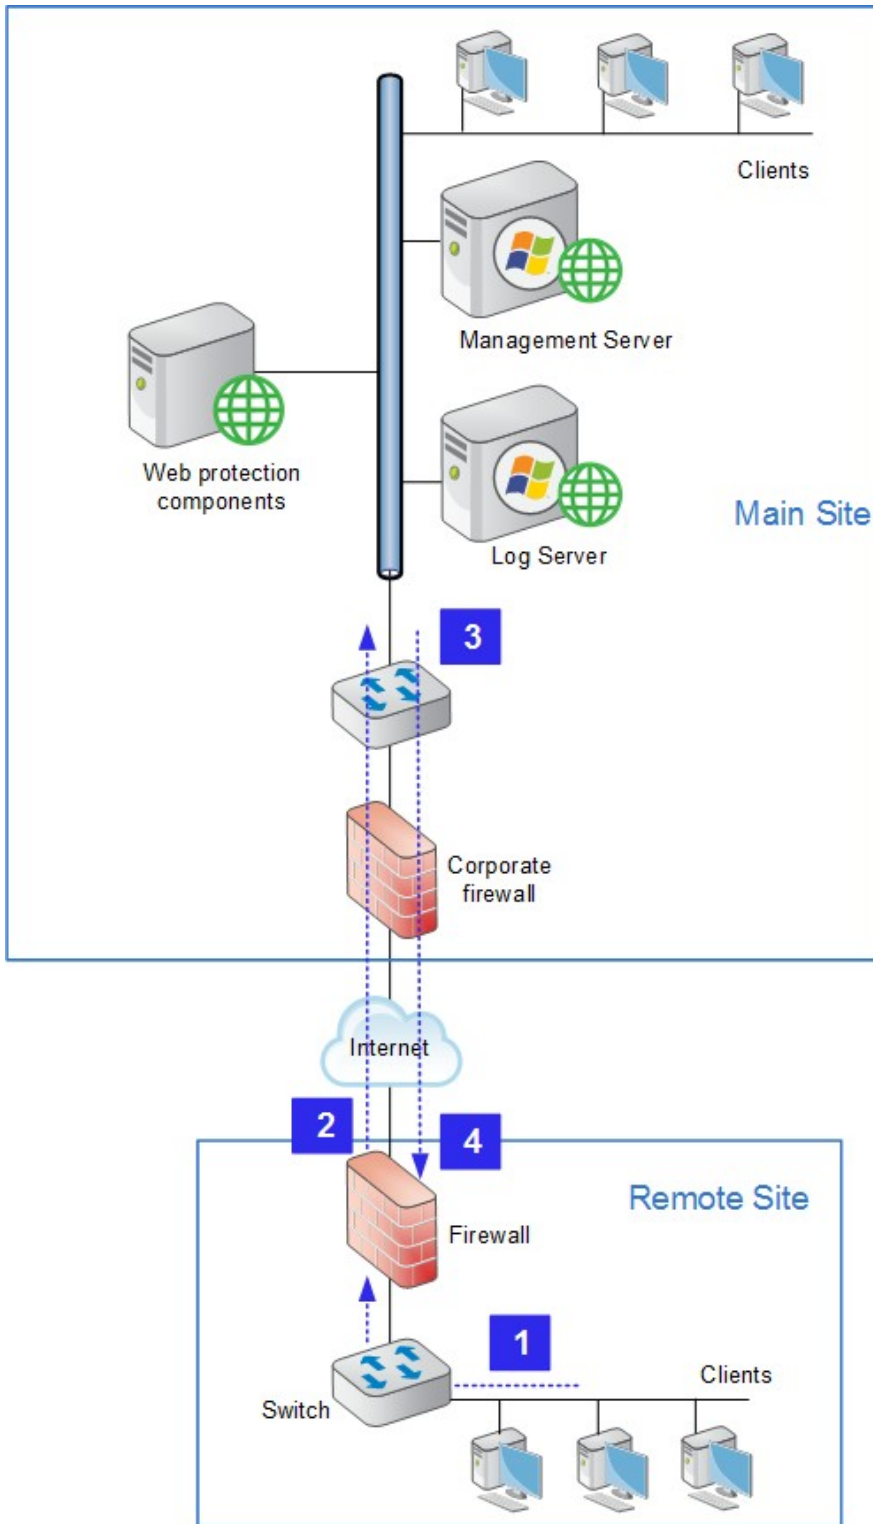 Clients
Management Server
Web protection
components
Log Server
Main Site
3
Corporate
firewall
Internet
2
4
Remote Site
Firewall
1
Clients
Switch